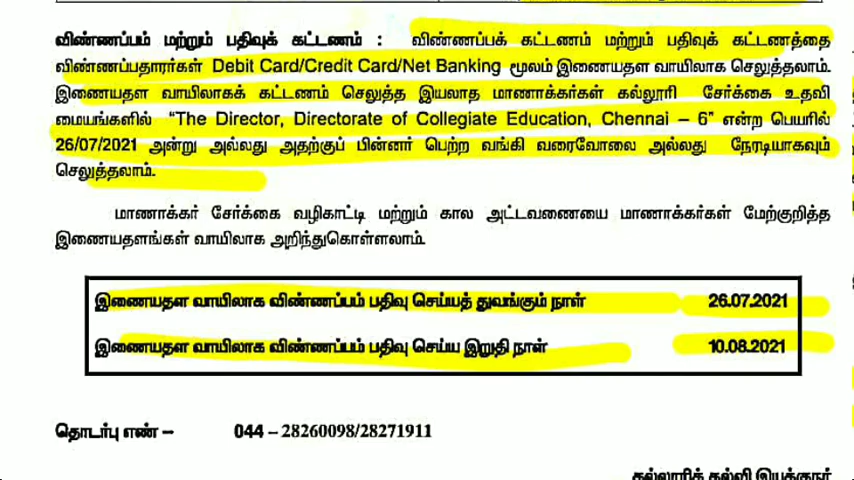 விண்ணப்பம் மற்றும் பதிவுக் கட்டணம் : விண்ணப்பக் கட்டணம் மற்றும் பதிவுக் கட்டணத்தை
விண்ணப்பதாரர்கள் Debit Card/Credit Card/Net Banking மூலம் இணையதள வாயிலாக செலுத்தலாம்.
இணையதள வாயிலாகக் கட்டணம் செலுத்த இயலாத மாணாக்கர்கள் கல்லூரி சேர்க்கை உதவி
மையங்களில் “The Director, Directorate of Collegiate Education, Chennai – 6” என்ற பெயரில்
26/07/2021 அன்று அல்லது அதற்குப் பின்னர் பெற்ற வங்கி வரைவோலை அல்லது நேரடியாகவும்
செலுத்தலாம்.
மாணாக்கர் சேர்க்கை வழிகாட்டி மற்றும் கால அட்டவணையை மாணாக்கர்கள் மேற்குறித்த
இணையதளங்கள் வாயிலாக அறிந்துகொள்ளலாம்.
இணையதள வாயிலாக விண்ணப்பம் பதிவு செய்யத் துவங்கும் நாள் 26.07.2021
இணையதள வாயிலாக விண்ணப்பம் பதிவு செய்ய இறுதி நாள் 10.08.2021
தொடர்பு எண் – 044 – 28260098/28271911
கல்லூரிக் கல்வி இயக்குநர்